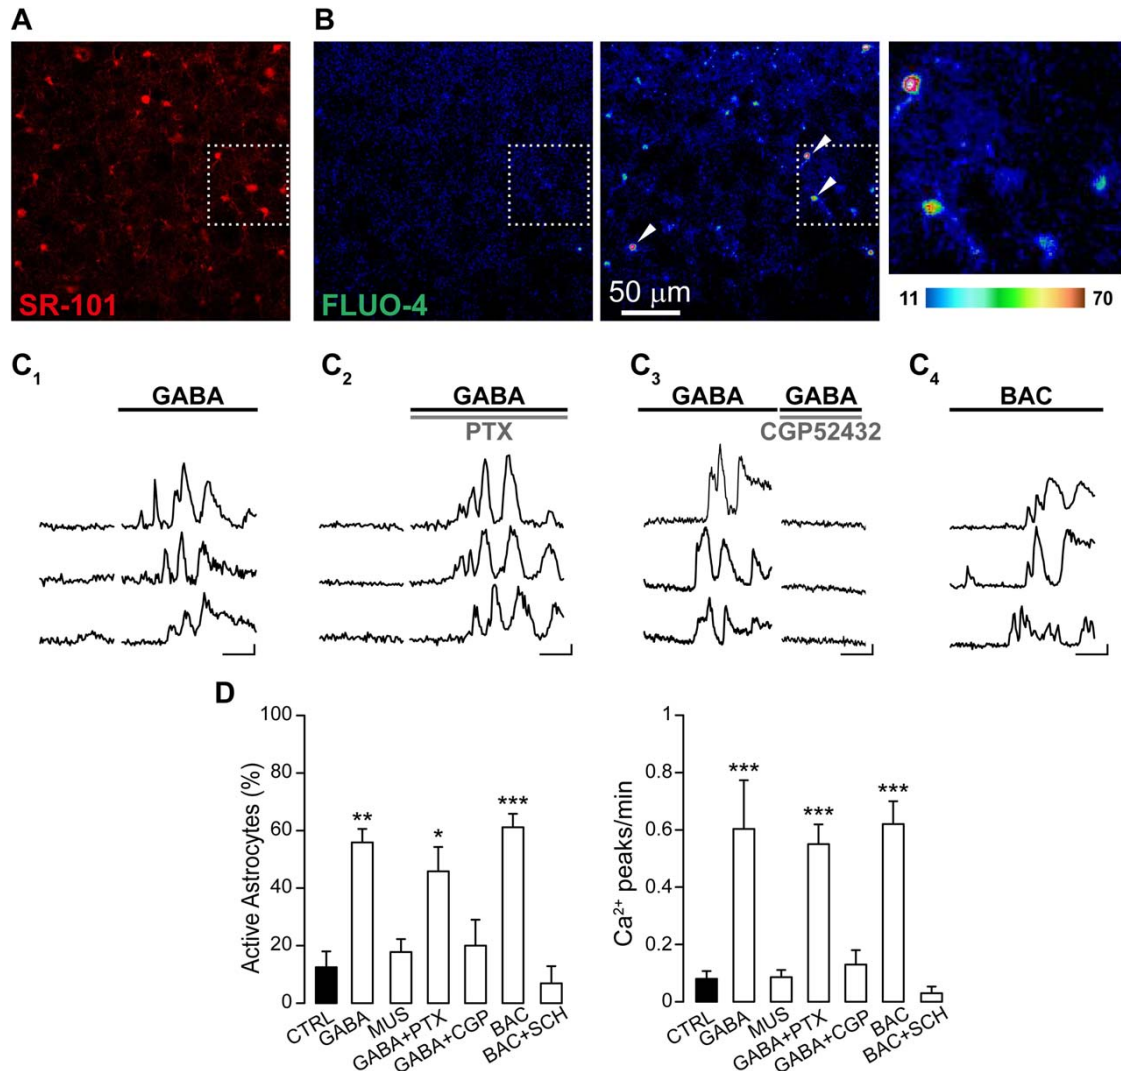 A
B
SR-101
FLUO-4
50 μm
11
70
C1
GABA
C2
GABA
PTX
C3
GABA
GABA
CGP52432
C4
BAC
D
Active Astrocytes (%)
100
80
60
40
20
0
**
*
***
CTRL
GABA
MUS
GABA+PTX
GABA+CGP
BAC
BAC+SCH
Ca2+ peaks/min
1
0.8
0.6
0.4
0.2
0
***
***
***
CTRL
GABA
MUS
GABA+PTX
GABA+CGP
BAC
BAC+SCH